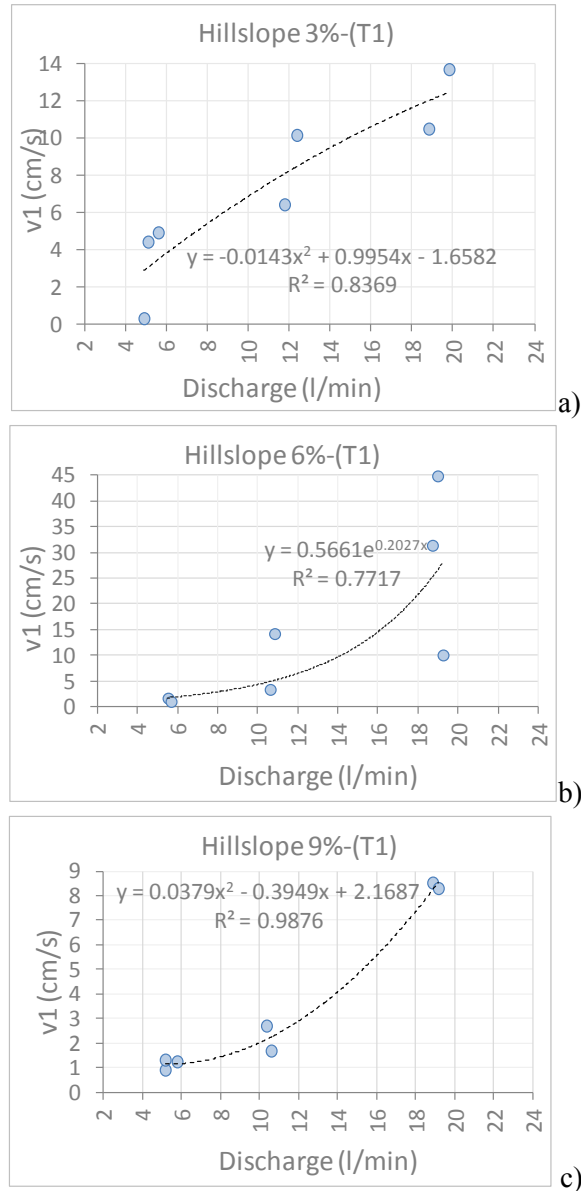 Hillslope 3%-(T1)
14
12
10
8
6
4
2
0
v1 (cm/s)
y = -0.0143x² + 0.9954x - 1.6582
R² = 0.8369
2 4 6 8 10 12 14 16 18 20 22 24
Discharge (l/min)
a)
Hillslope 6%-(T1)
45
40
35
30
25
20
15
10
5
0
v1 (cm/s)
y = 0.5661e^0.2027x
R² = 0.7717
2 4 6 8 10 12 14 16 18 20 22 24
Discharge (l/min)
b)
Hillslope 9%-(T1)
9
8
7
6
5
4
3
2
1
0
v1 (cm/s)
y = 0.0379x² - 0.3949x + 2.1687
R² = 0.9876
2 4 6 8 10 12 14 16 18 20 22 24
Discharge (l/min)
c)